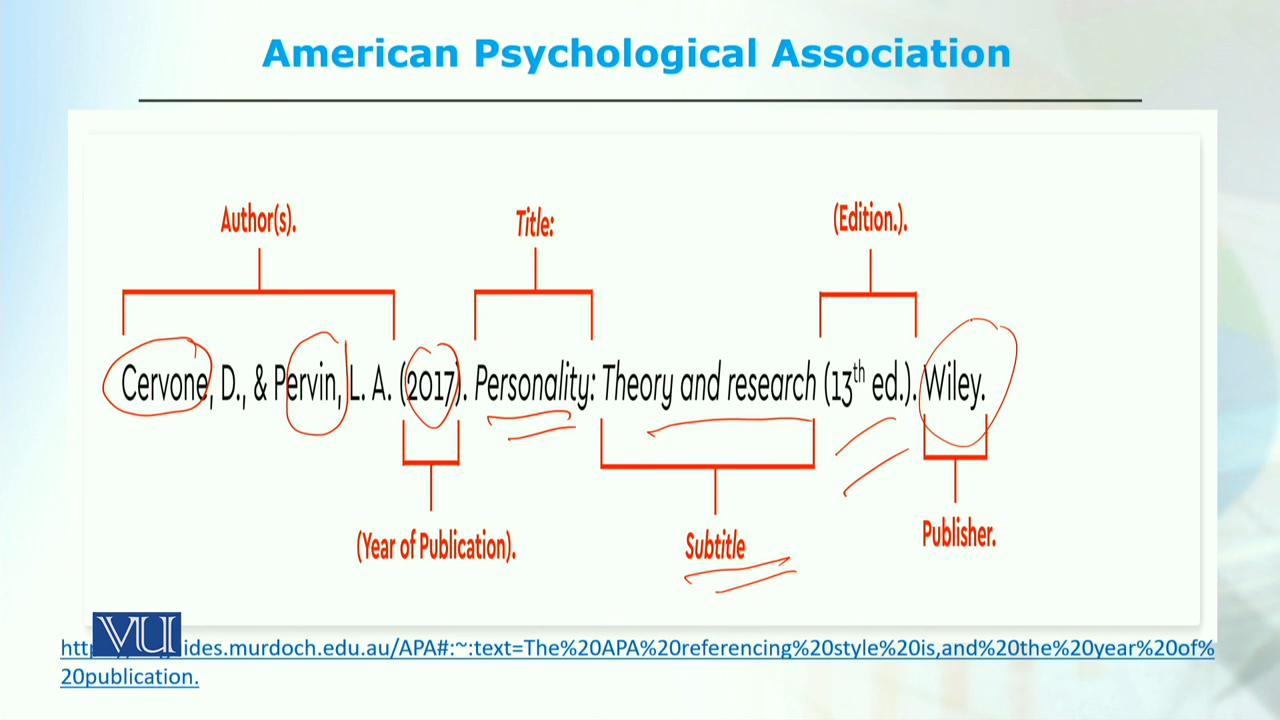 American Psychological Association
Author(s). Title: (Edition.).
Cervone, D., & Pervin, L. A. (2017). Personality: Theory and research (13th ed.). Wiley.
(Year of Publication). Subtitle Publisher.
VU
ides.murdoch.edu.au/APA#:~:text=The%20APA%20referencing%20style%20is,and%20the%20year%20of%
20publication.